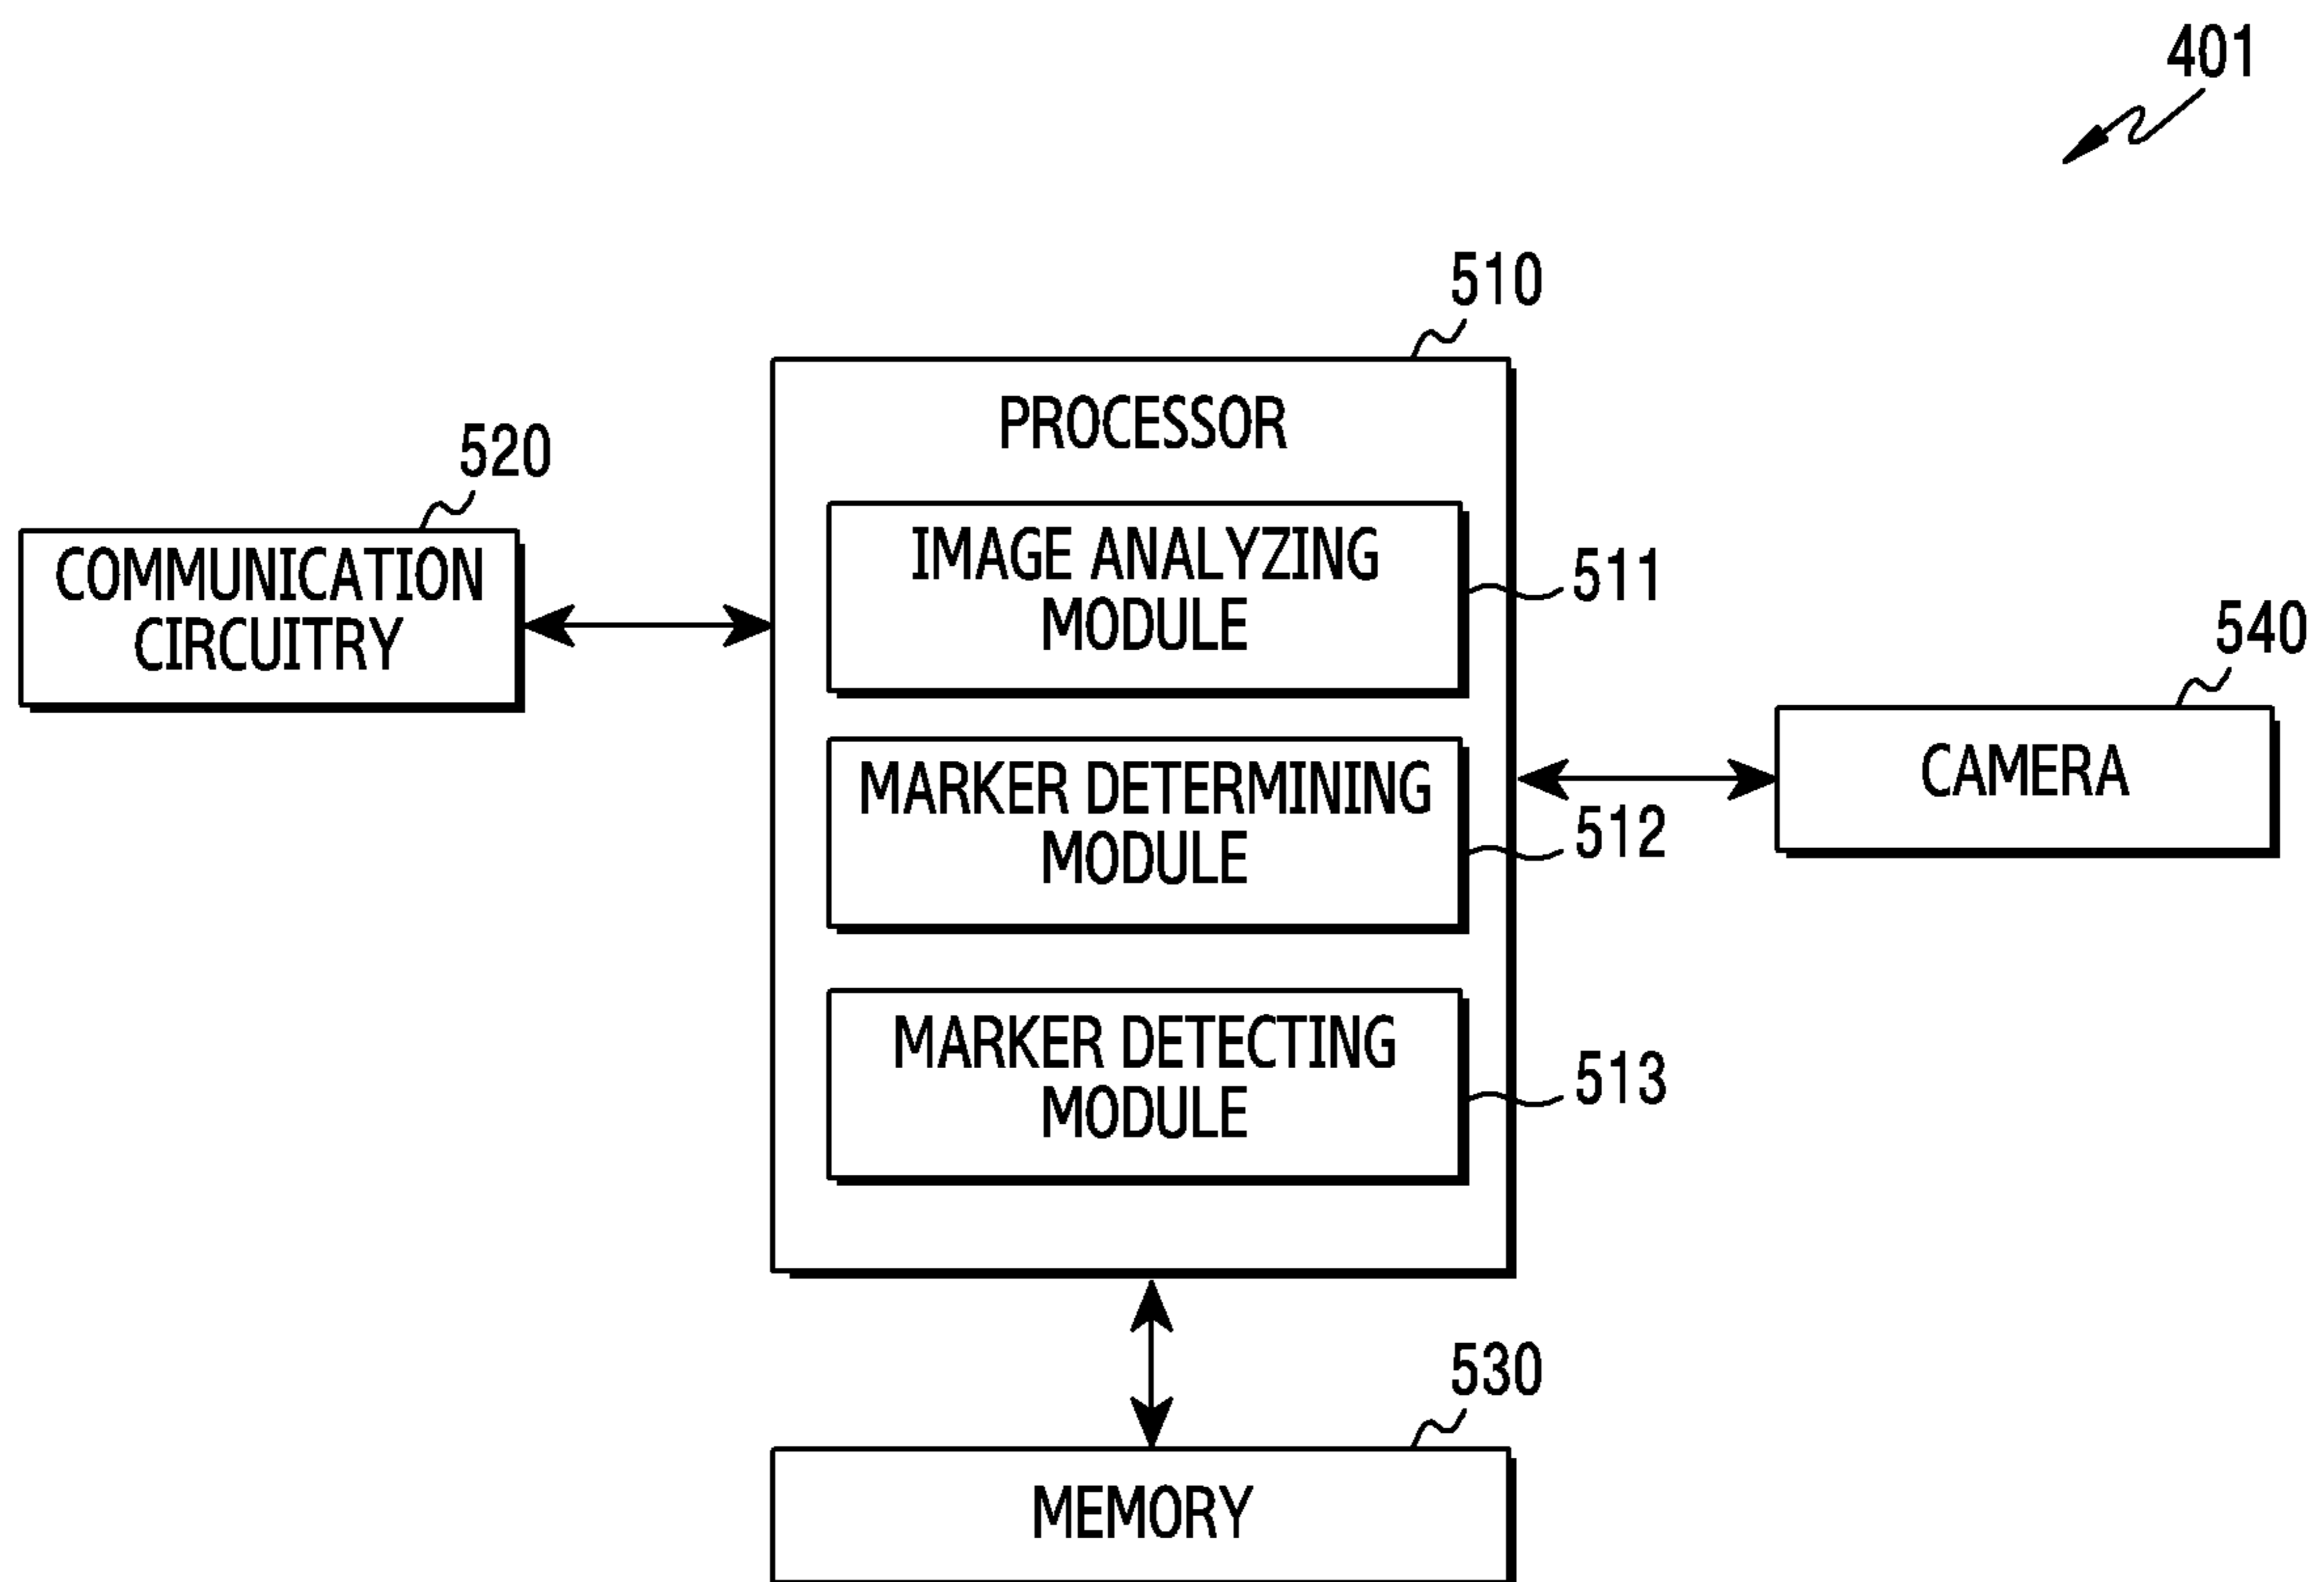 401
510
PROCESSOR
520
COMMUNICATION
CIRCUITRY
IMAGE ANALYZING
MODULE
511
540
CAMERA
MARKER DETERMINING
MODULE
512
MARKER DETECTING
MODULE
513
530
MEMORY